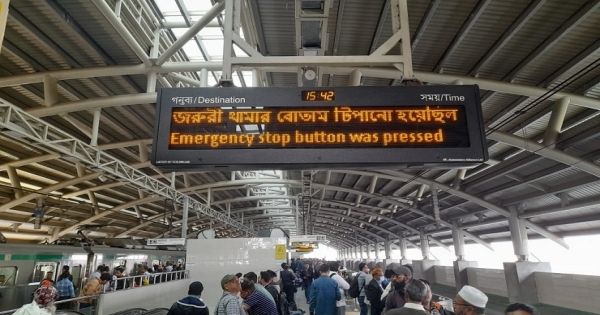 গন্তব্য/Destination 15:42 সময়/Time
জরুরী থামার বোতাম টিপানো হয়েছিল
Emergency stop button was pressed